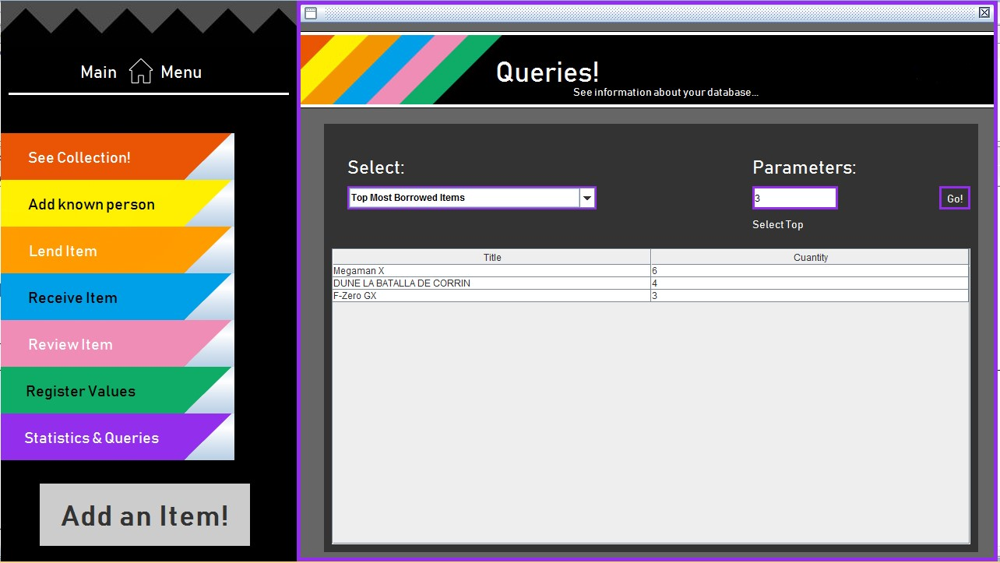 Main Menu
See Collection!
Add known person
Lend Item
Receive Item
Review Item
Register Values
Statistics & Queries
Add an Item!
Queries!
See information about your database...
Select:
Parameters:
Top Most Borrowed Items
3
Go!
Select Top
Title Cuantity
Megaman X 6
DUNE LA BATALLA DE CORRIN 4
F-Zero GX 3